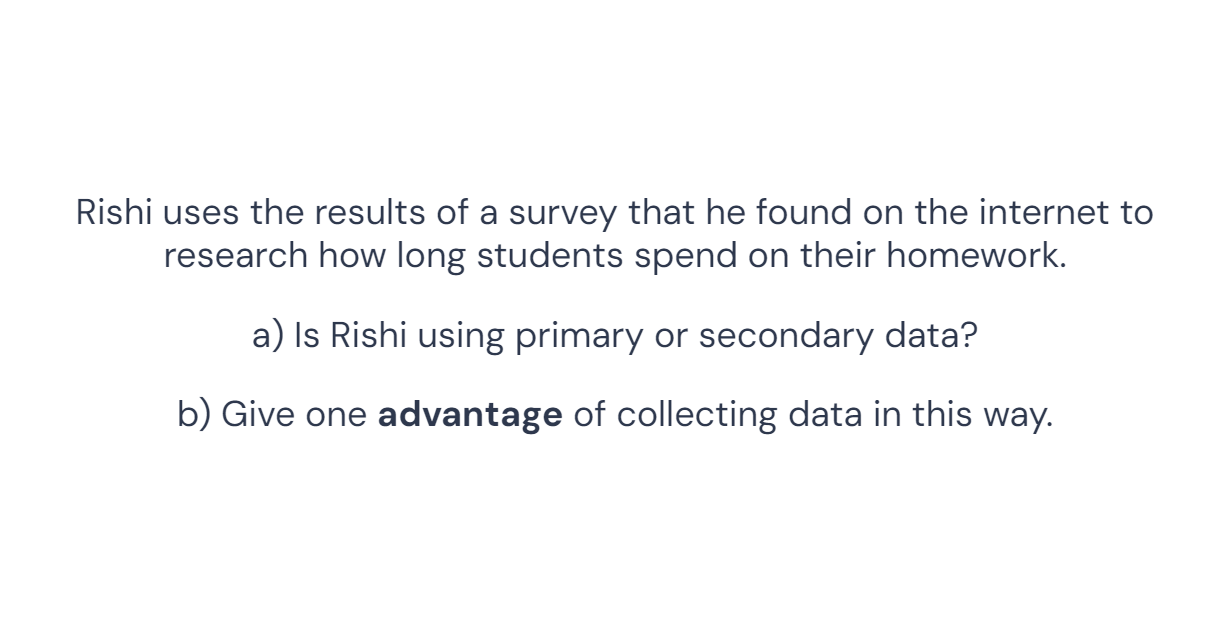 Rishi uses the results of a survey that he found on the internet to
research how long students spend on their homework.
a) Is Rishi using primary or secondary data?
b) Give one advantage of collecting data in this way.